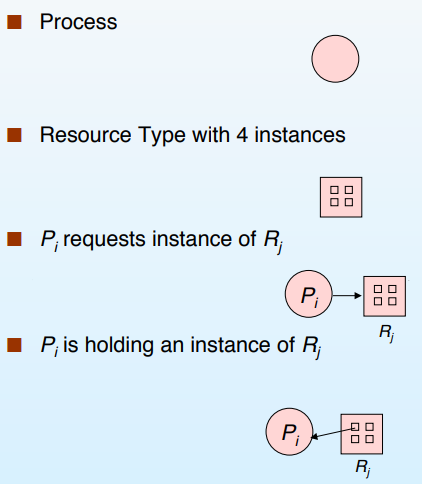 Process
Resource Type with 4 instances
Pi requests instance of Rj
Pi
Rj
Pi is holding an instance of Rj
Pi
Rj